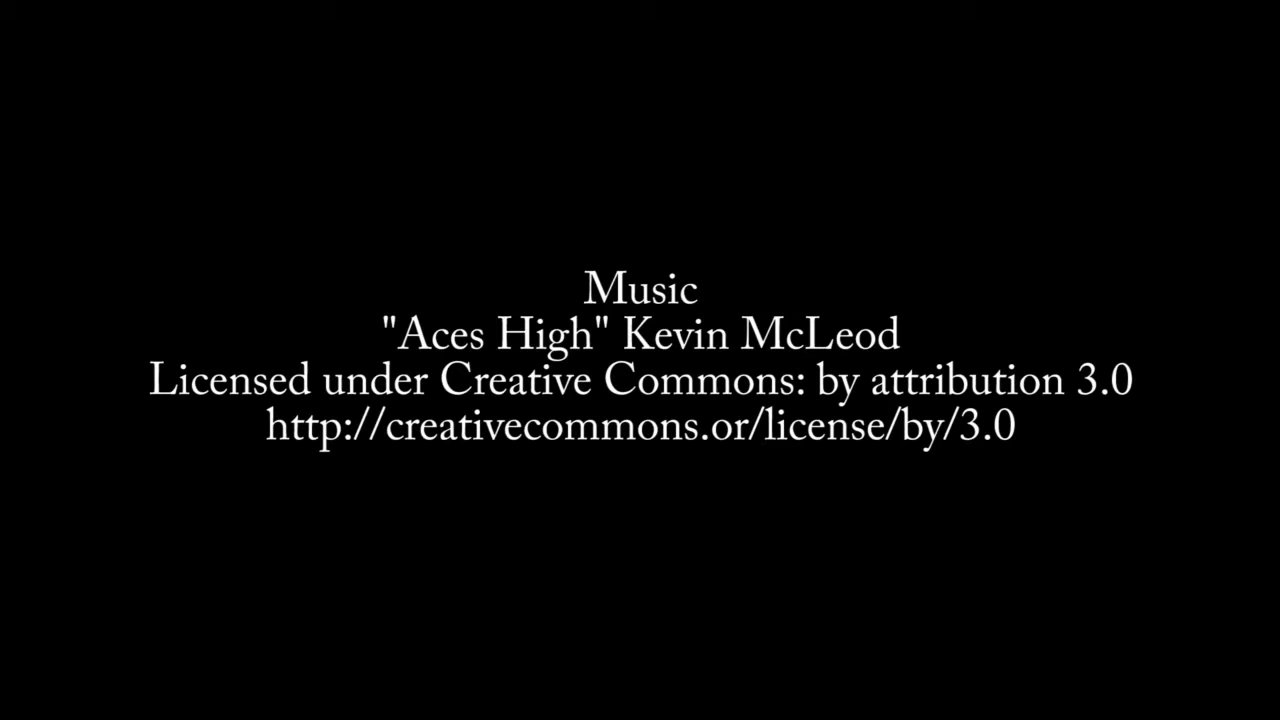 Music
"Aces High" Kevin McLeod
Licensed under Creative Commons: by attribution 3.0
http://creativecommons.or/license/by/3.0